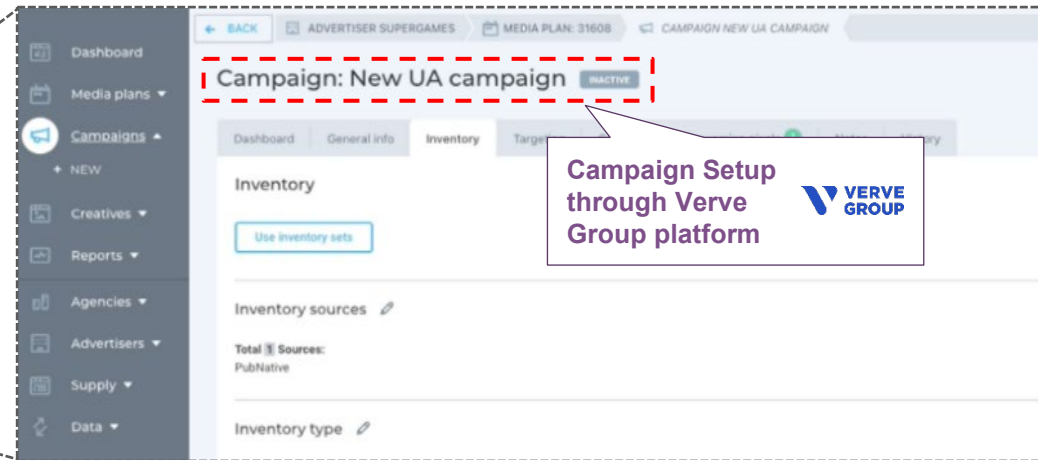 BACK
ADVERTISER SUPERGAMES
MEDIA PLAN: 31608
CAMPAIGN NEW UA CAMPAIGN
Dashboard
Media plans
Campaigns
+ NEW
Creatives
Reports
Agencies
Advertisers
Supply
Data
Campaign: New UA campaign
INACTIVE
Dashboard
General info
Inventory
Inventory
Use inventory sets
Inventory sources
Total 1 Sources:
PubNative
Inventory type
Campaign Setup
through Verve
Group platform
VERVE
GROUP